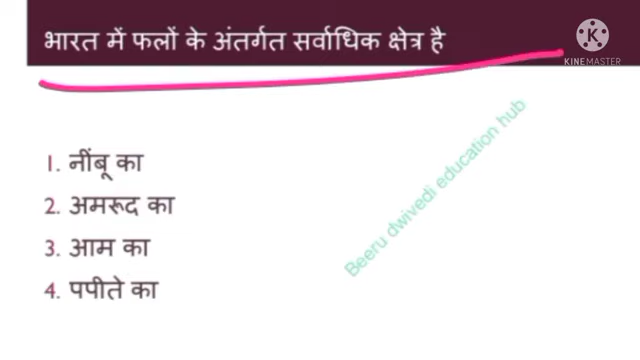 भारत में फलों के अंतर्गत सर्वाधिक क्षेत्र है
K
KINEMASTER
1. नींबू का
2. अमरूद का
3. आम का
4. पपीते का
Beeru dwivedi education hub